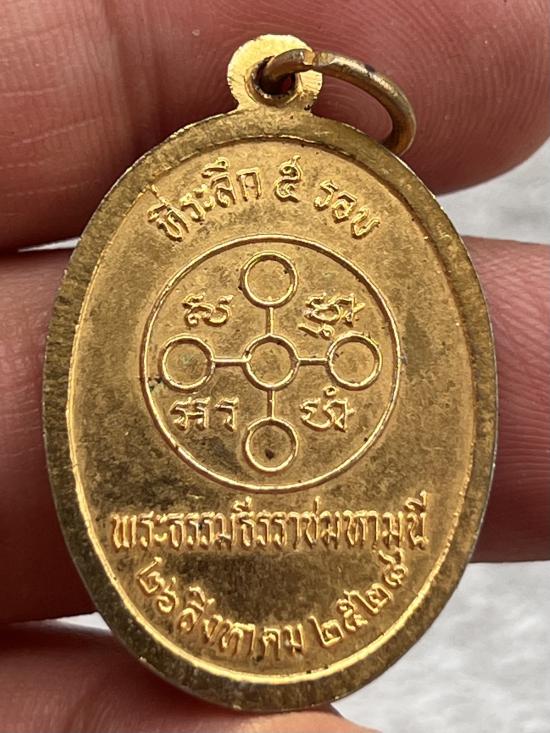 ที่ระลึก ๕ รอบ
พระธรรมธีรราชมหามุนี
๒๖ สิงหาคม ๒๕๒๘